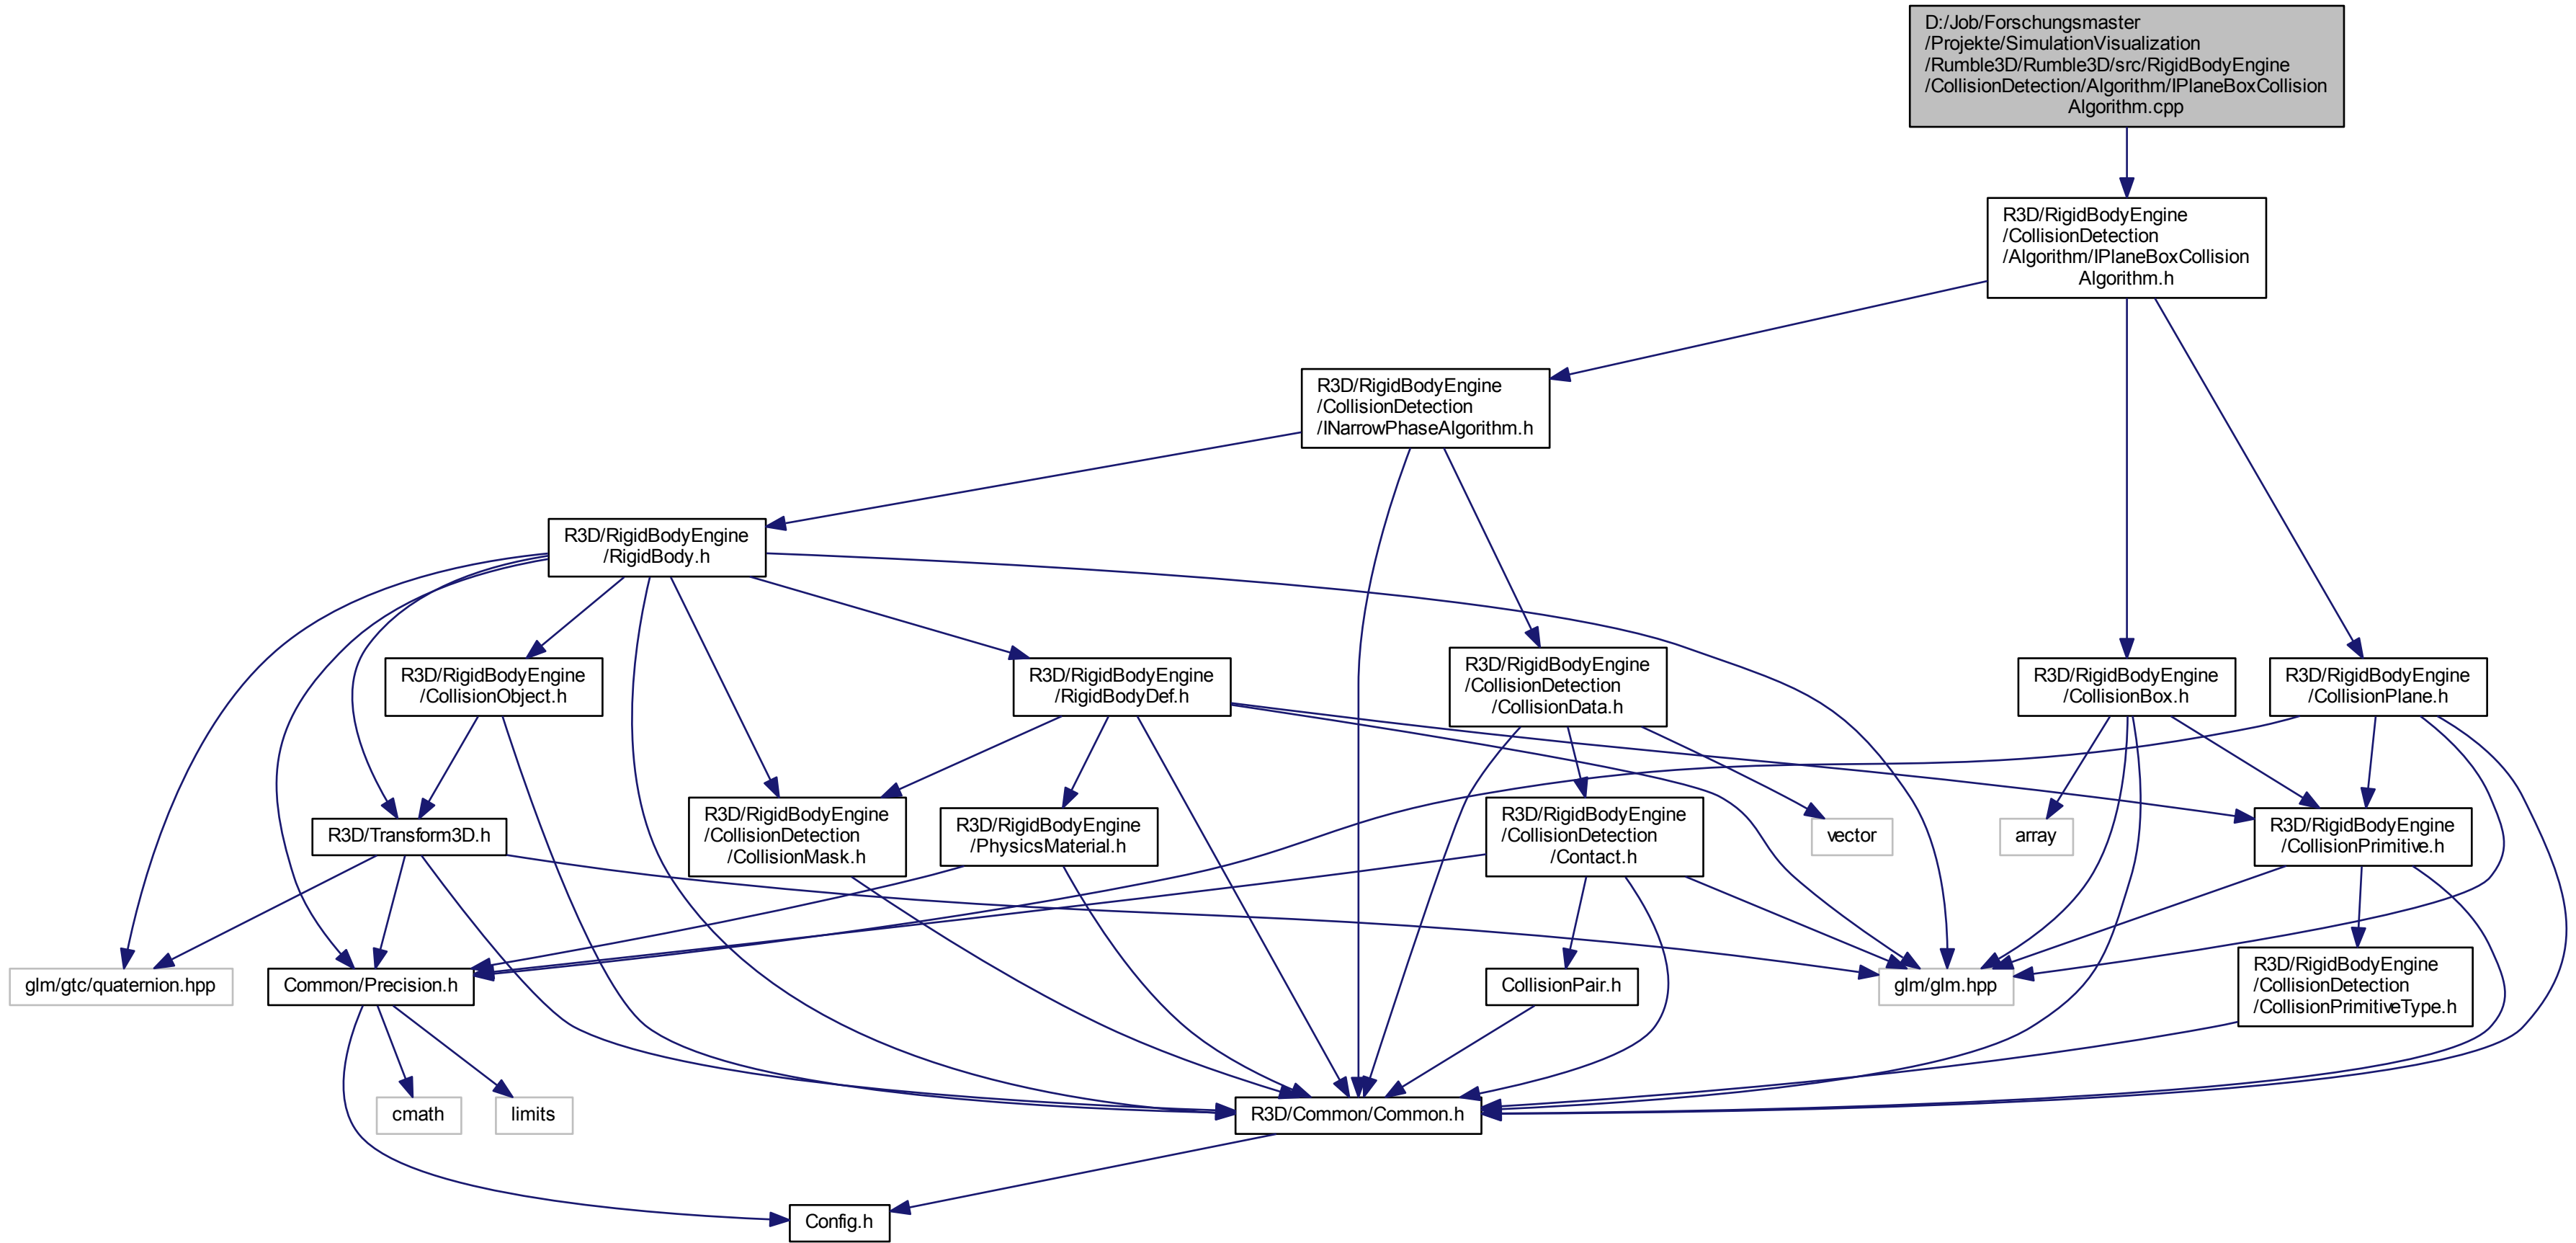 D:/Job/Forschungsmaster
/Projekte/SimulationVisualization
/Rumble3D/Rumble3D/src/RigidBodyEngine
/CollisionDetection/Algorithm/IPlaneBoxCollision
Algorithm.cpp
R3D/RigidBodyEngine
/CollisionDetection
/Algorithm/IPlaneBoxCollision
Algorithm.h
R3D/RigidBodyEngine
/CollisionDetection
/INarrowPhaseAlgorithm.h
R3D/RigidBodyEngine
/RigidBody.h
R3D/RigidBodyEngine
/CollisionObject.h
R3D/RigidBodyEngine
/RigidBodyDef.h
R3D/RigidBodyEngine
/CollisionDetection
/CollisionData.h
R3D/RigidBodyEngine
/CollisionBox.h
R3D/RigidBodyEngine
/CollisionPlane.h
R3D/Transform3D.h
R3D/RigidBodyEngine
/CollisionDetection
/CollisionMask.h
R3D/RigidBodyEngine
/PhysicsMaterial.h
R3D/RigidBodyEngine
/CollisionDetection
/Contact.h
vector
array
R3D/RigidBodyEngine
/CollisionPrimitive.h
glm/gtc/quaternion.hpp
Common/Precision.h
CollisionPair.h
glm/glm.hpp
R3D/RigidBodyEngine
/CollisionDetection
/CollisionPrimitiveType.h
cmath
limits
R3D/Common/Common.h
Config.h